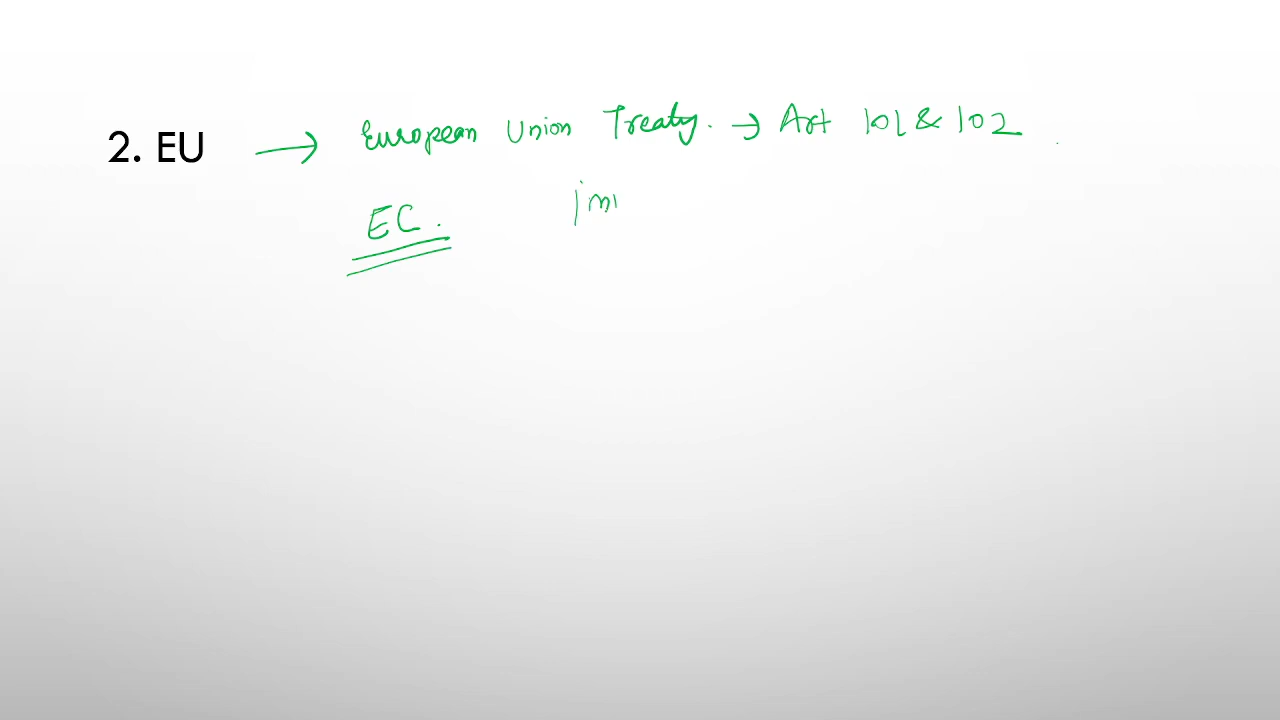 2. EU → European Union Treaty. → Art 101 & 102
EC.